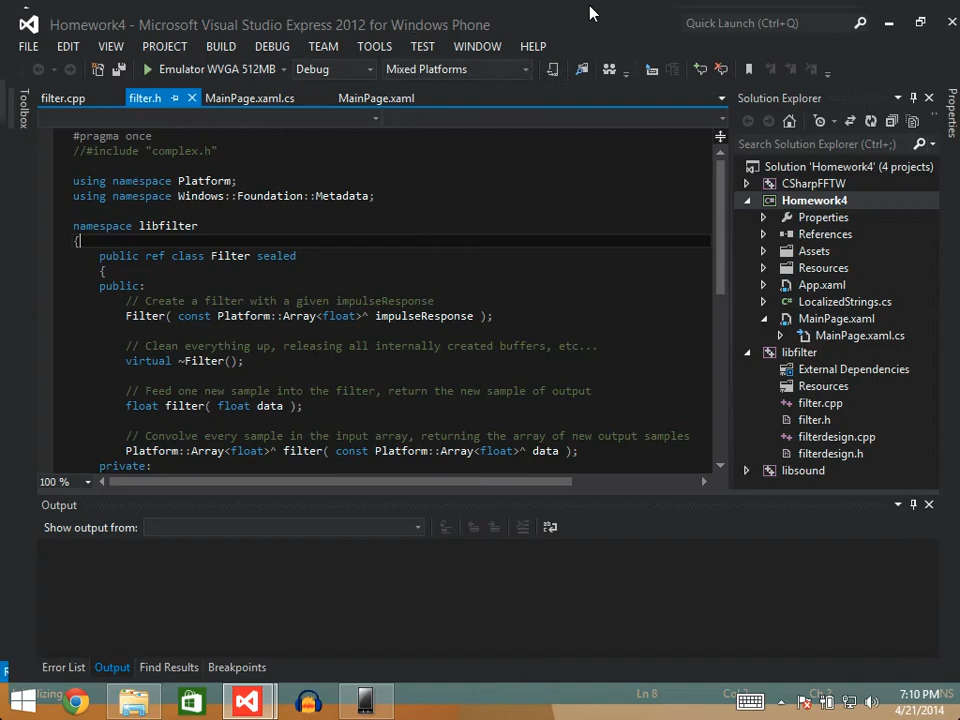 Homework4 - Microsoft Visual Studio Express 2012 for Windows Phone
Quick Launch (Ctrl+Q)
FILE EDIT VIEW PROJECT BUILD DEBUG TEAM TOOLS TEST WINDOW HELP
Emulator WVGA 512MB Debug Mixed Platforms
Toolbox
filter.cpp filter.h MainPage.xaml.cs MainPage.xaml
#pragma once
//#include "complex.h"
using namespace Platform;
using namespace Windows::Foundation::Metadata;
namespace libfilter
{
public ref class Filter sealed
{
public:
// Create a filter with a given impulseResponse
Filter( const Platform::Array<float>^ impulseResponse );
// Clean everything up, releasing all internally created buffers, etc...
virtual ~Filter();
// Feed one new sample into the filter, return the new sample of output
float filter( float data );
// Convolve every sample in the input array, returning the array of new output samples
Platform::Array<float>^ filter( const Platform::Array<float>^ data );
private:
100 %
Solution Explorer
Search Solution Explorer (Ctrl+;)
Solution 'Homework4' (4 projects)
CSharpFFTW
Homework4
Properties
References
Assets
Resources
App.xaml
LocalizedStrings.cs
MainPage.xaml
MainPage.xaml.cs
libfilter
External Dependencies
Resources
filter.cpp
filter.h
filterdesign.cpp
filterdesign.h
libsound
Properties
Output
Show output from:
Error List Output Find Results Breakpoints
Ln 8
7:10 PM
4/21/2014